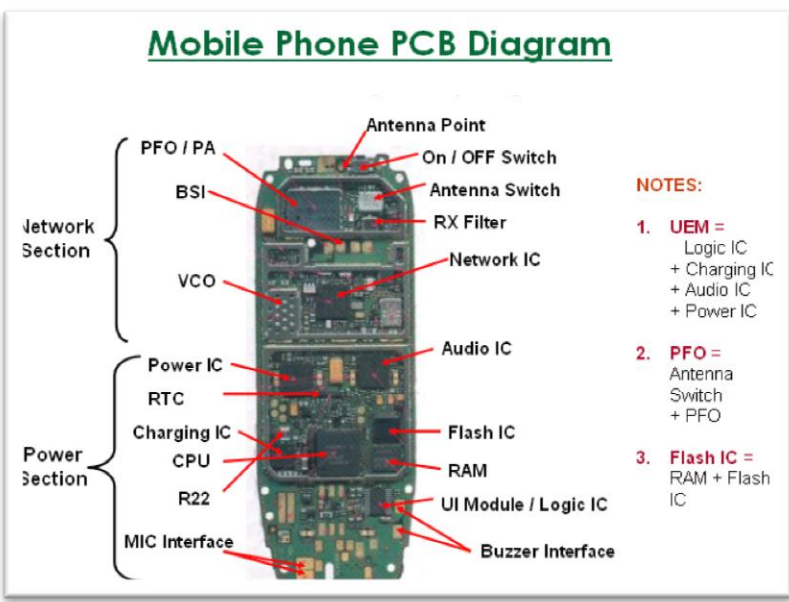 Mobile Phone PCB Diagram
Antenna Point
PFO / PA
On / OFF Switch
BSI
Antenna Switch
RX Filter
Network
Section
Network IC
VCO
Audio IC
Power IC
RTC
Charging IC
Flash IC
CPU
Power
Section
RAM
R22
UI Module / Logic IC
MIC Interface
Buzzer Interface
NOTES:
1. UEM =
Logic IC
+ Charging IC
+ Audio IC
+ Power IC
2. PFO =
Antenna
Switch
+ PFO
3. Flash IC =
RAM + Flash
IC